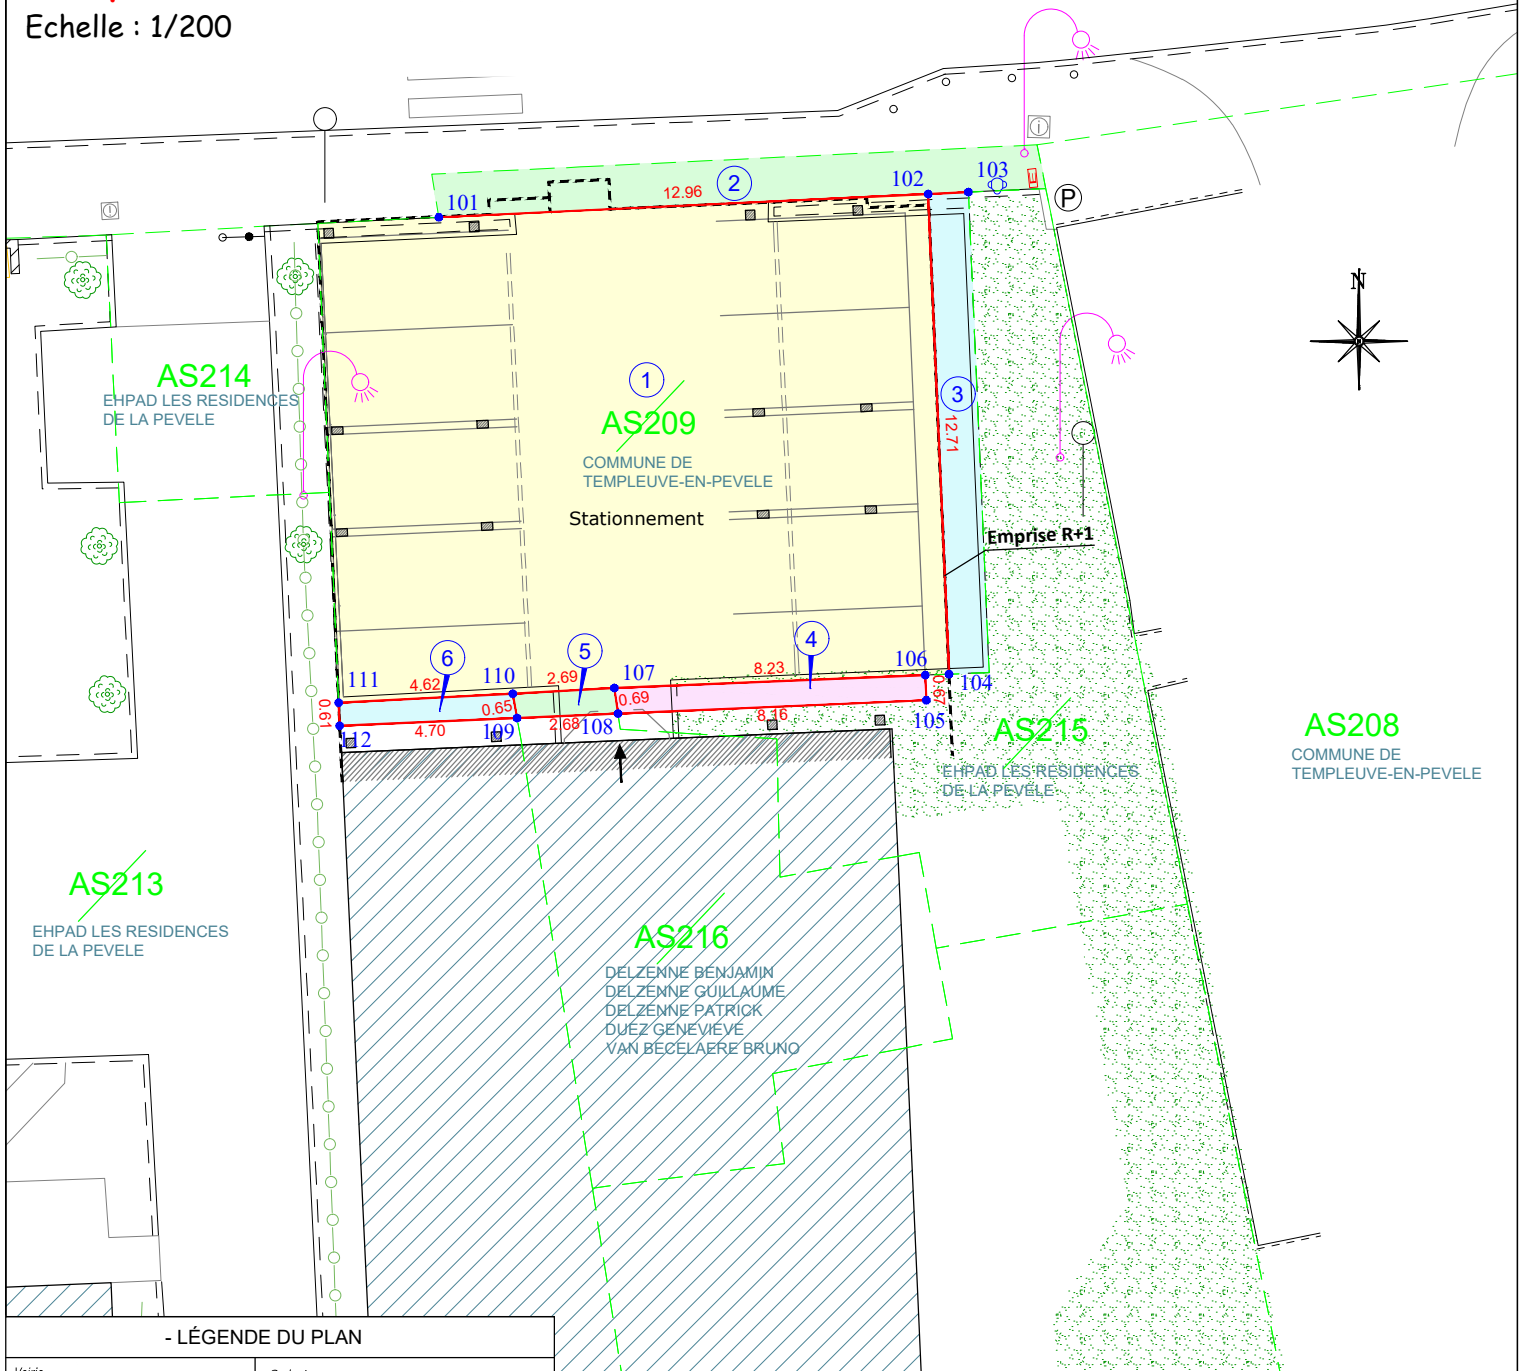 Echelle : 1/200
N
P
101
12.96
2
102
103
1
AS209
COMMUNE DE
TEMPLEUVE-EN-PEVELE
Stationnement
AS214
EHPAD LES RESIDENCES
DE LA PEVELE
3
12.71
Emprise R+1
111
4.62
6
110
2.69
5
107
8.23
4
106
0.67
104
0.61
0.65
0.69
112
4.70
109
2.68
108
8.16
105
AS215
EHPAD LES RESIDENCES
DE LA PEVELE
AS208
COMMUNE DE
TEMPLEUVE-EN-PEVELE
AS213
EHPAD LES RESIDENCES
DE LA PEVELE
AS216
DELZENNE BENJAMIN
DELZENNE GUILLAUME
DELZENNE PATRICK
DUEZ GENEVIEVE
VAN BECELAERE BRUNO
- LÉGENDE DU PLAN